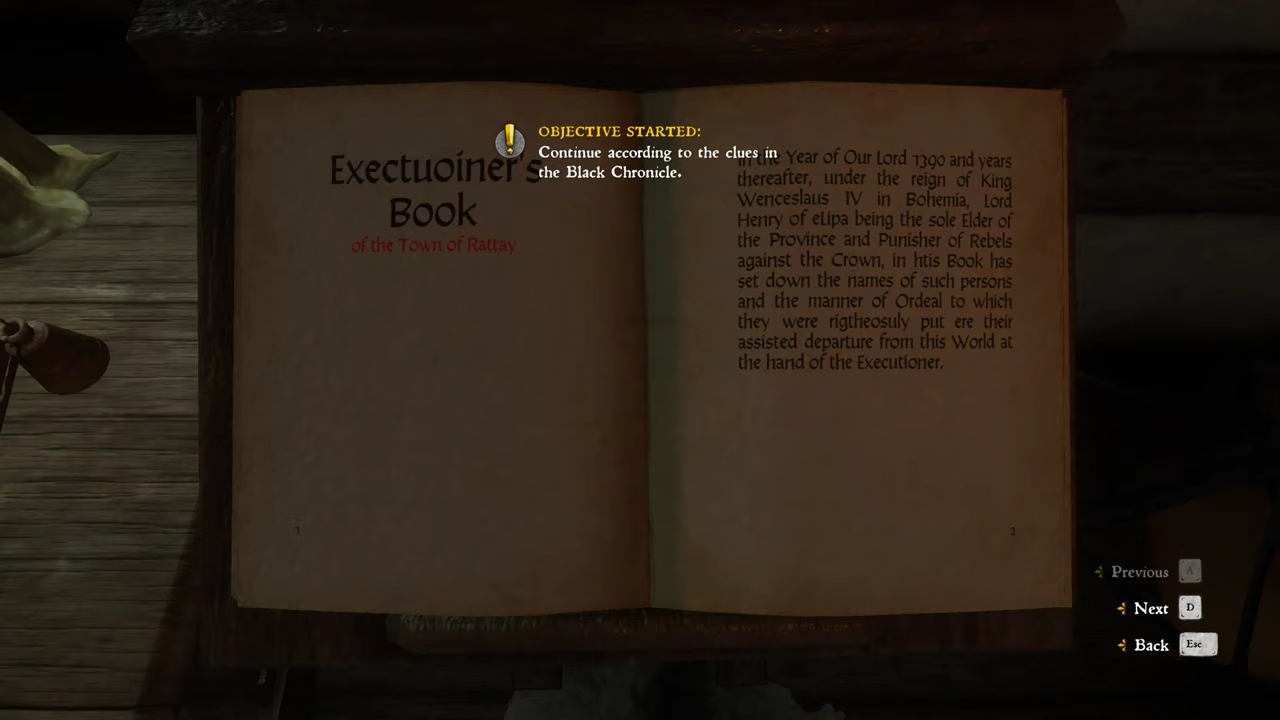 OBJECTIVE STARTED:
Continue according to the clues in
the Black Chronicle.
Exectuoiner's
Book
of the Town of Rattay
1
In the Year of Our Lord 1390 and years
thereafter, under the reign of King
Wenceslaus IV in Bohemia, Lord
Henry of eLipa being the sole Elder of
the Province and Punisher of Rebels
against the Crown, in htis Book has
set down the names of such persons
and the manner of Ordeal to which
they were rigtheosuly put ere their
assisted departure from this World at
the hand of the Executioner.
2
Previous A
Next D
Back Esc